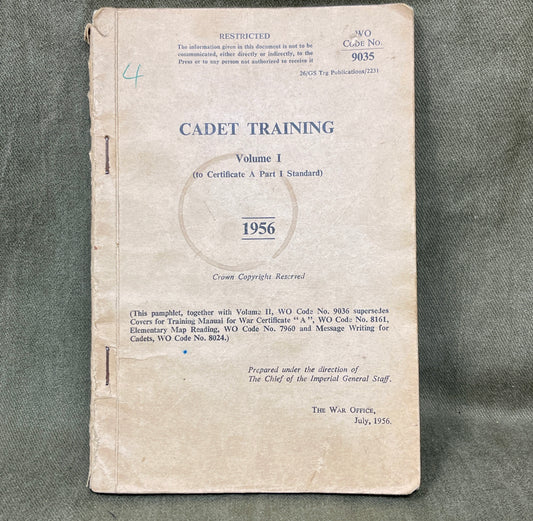 RESTRICTED
The information given in this document is not to be
communicated, either directly or indirectly, to the
Press or to any person not authorized to receive it
WO
CODE No.
9035
26/GS Trg Publications/2231
4
CADET TRAINING
Volume I
(to Certificate A Part I Standard)
1956
Crown Copyright Reserved
(This pamphlet, together with Volume II, WO Code No. 9036 supersedes
Covers for Training Manual for War Certificate "A", WO Code No. 8161,
Elementary Map Reading, WO Code No. 7960 and Message Writing for
Cadets, WO Code No. 8024.)
Prepared under the direction of
The Chief of the Imperial General Staff.
THE WAR OFFICE,
July, 1956.